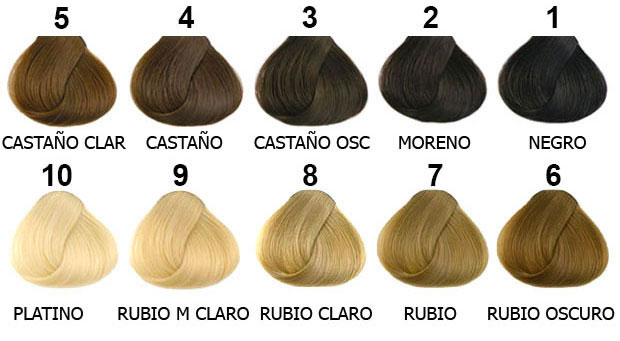 5 4 3 2 1
CASTAÑO CLAR CASTAÑO CASTAÑO OSC MORENO NEGRO
10 9 8 7 6
PLATINO RUBIO M CLARO RUBIO CLARO RUBIO RUBIO OSCURO